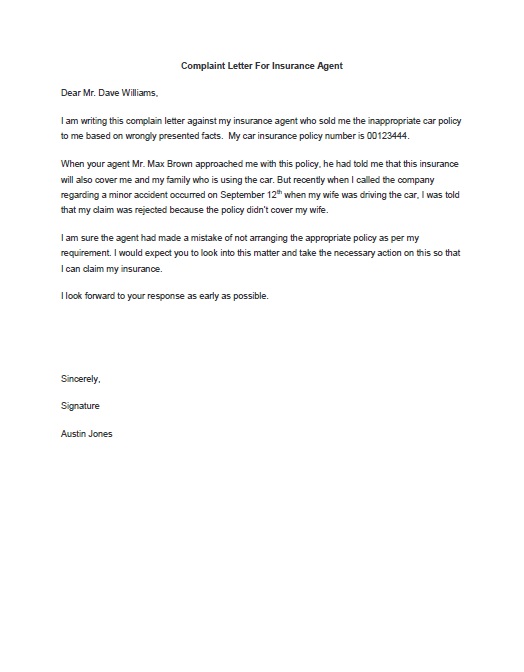 Complaint Letter For Insurance Agent
Dear Mr. Dave Williams,
I am writing this complain letter against my insurance agent who sold me the inappropriate car policy
to me based on wrongly presented facts.  My car insurance policy number is 00123444.
When your agent Mr. Max Brown approached me with this policy, he had told me that this insurance
will also cover me and my family who is using the car. But recently when I called the company
regarding a minor accident occurred on September 12th when my wife was driving the car, I was told
that my claim was rejected because the policy didn't cover my wife.
I am sure the agent had made a mistake of not arranging the appropriate policy as per my
requirement. I would expect you to look into this matter and take the necessary action on this so that
I can claim my insurance.
I look forward to your response as early as possible.
Sincerely,
Signature
Austin Jones